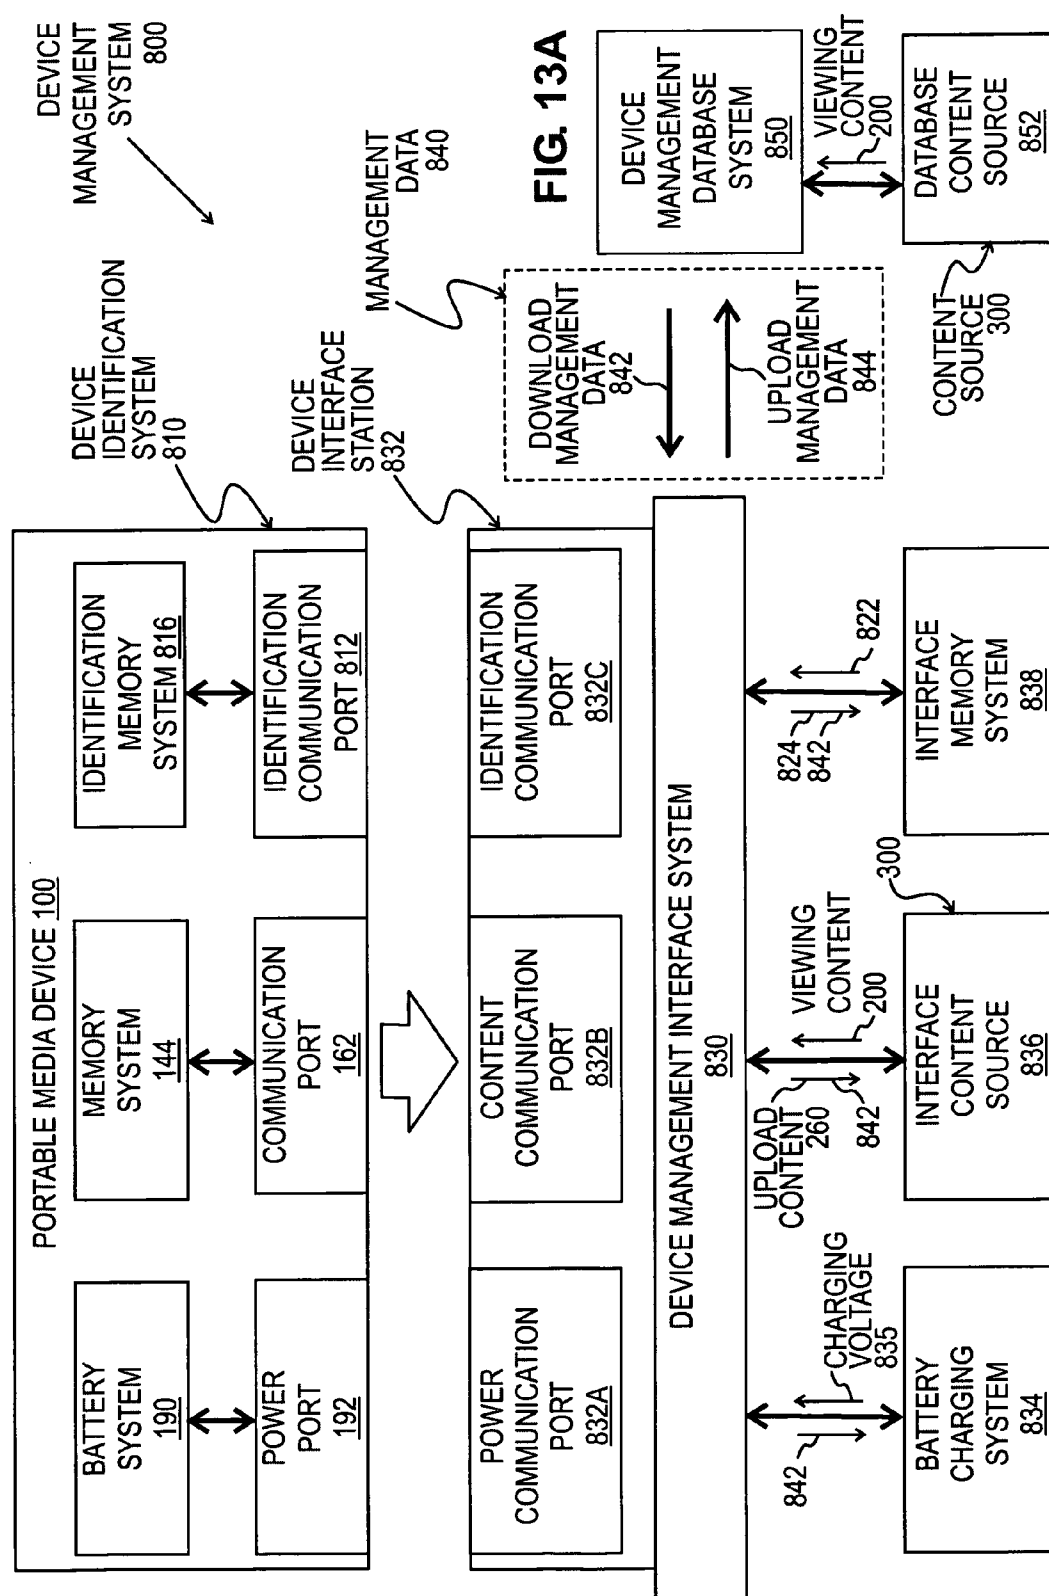 DEVICE
MANAGEMENT
SYSTEM
800
DEVICE
IDENTIFICATION
SYSTEM
810
PORTABLE MEDIA DEVICE 100
BATTERY
SYSTEM
190
MEMORY
SYSTEM
144
IDENTIFICATION
MEMORY
SYSTEM 816
POWER
PORT
192
COMMUNICATION
PORT
162
IDENTIFICATION
COMMUNICATION
PORT 812
DEVICE
INTERFACE
STATION
832
MANAGEMENT
DATA
840
FIG. 13A
POWER
COMMUNICATION
PORT
832A
CONTENT
COMMUNICATION
PORT
832B
IDENTIFICATION
COMMUNICATION
PORT
832C
DOWNLOAD
MANAGEMENT
DATA
842
UPLOAD
MANAGEMENT
DATA
844
DEVICE
MANAGEMENT
DATABASE
SYSTEM
850
DEVICE MANAGEMENT INTERFACE SYSTEM
830
842
CHARGING
VOLTAGE
835
UPLOAD
CONTENT
260
842
VIEWING
CONTENT
200
824
842
822
VIEWING
CONTENT
200
300
CONTENT
SOURCE
300
BATTERY
CHARGING
SYSTEM
834
INTERFACE
CONTENT
SOURCE
836
INTERFACE
MEMORY
SYSTEM
838
DATABASE
CONTENT
SOURCE
852